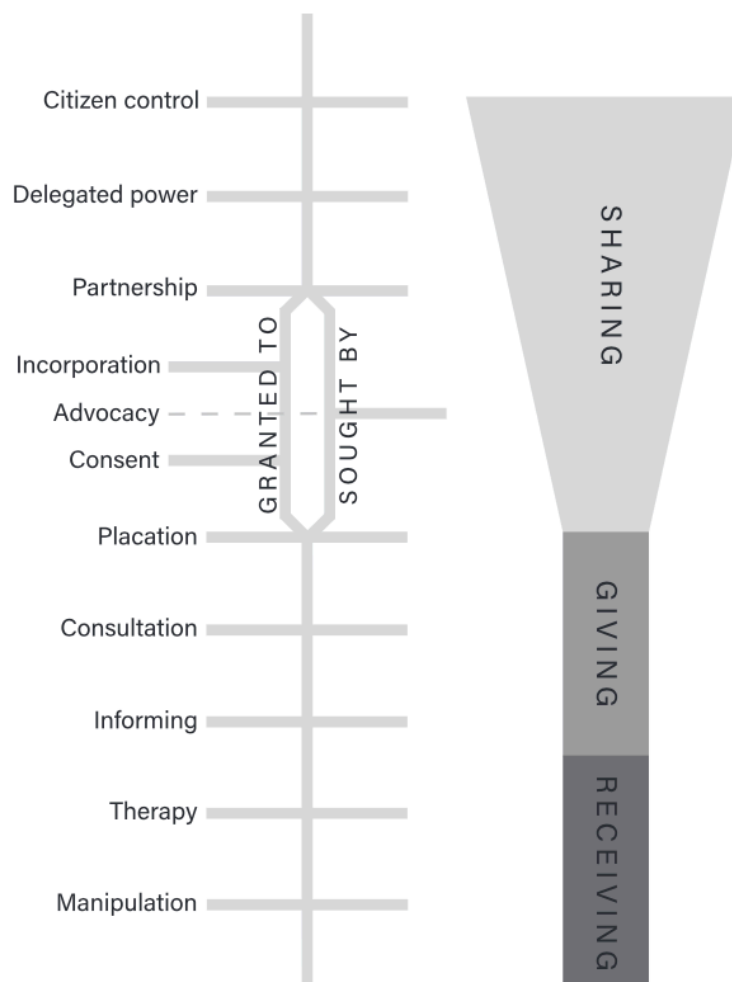 Citizen control
Delegated power
Partnership
Incorporation
Advocacy
Consent
Placation
Consultation
Informing
Therapy
Manipulation
GRANTED TO
SOUGHT BY
SHARING
GIVING
RECEIVING